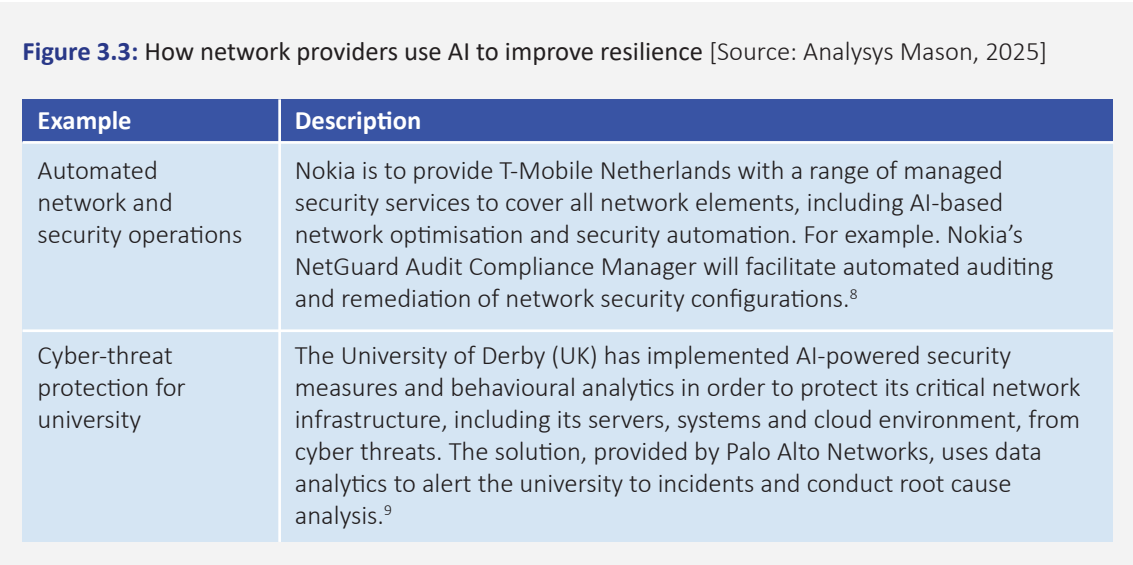 Figure 3.3: How network providers use AI to improve resilience [Source: Analysys Mason, 2025]
Example
Description
Automated
network and
security operations
Nokia is to provide T-Mobile Netherlands with a range of managed
security services to cover all network elements, including AI-based
network optimisation and security automation. For example. Nokia’s
NetGuard Audit Compliance Manager will facilitate automated auditing
and remediation of network security configurations.⁸
Cyber-threat
protection for
university
The University of Derby (UK) has implemented AI-powered security
measures and behavioural analytics in order to protect its critical network
infrastructure, including its servers, systems and cloud environment, from
cyber threats. The solution, provided by Palo Alto Networks, uses data
analytics to alert the university to incidents and conduct root cause
analysis.⁹